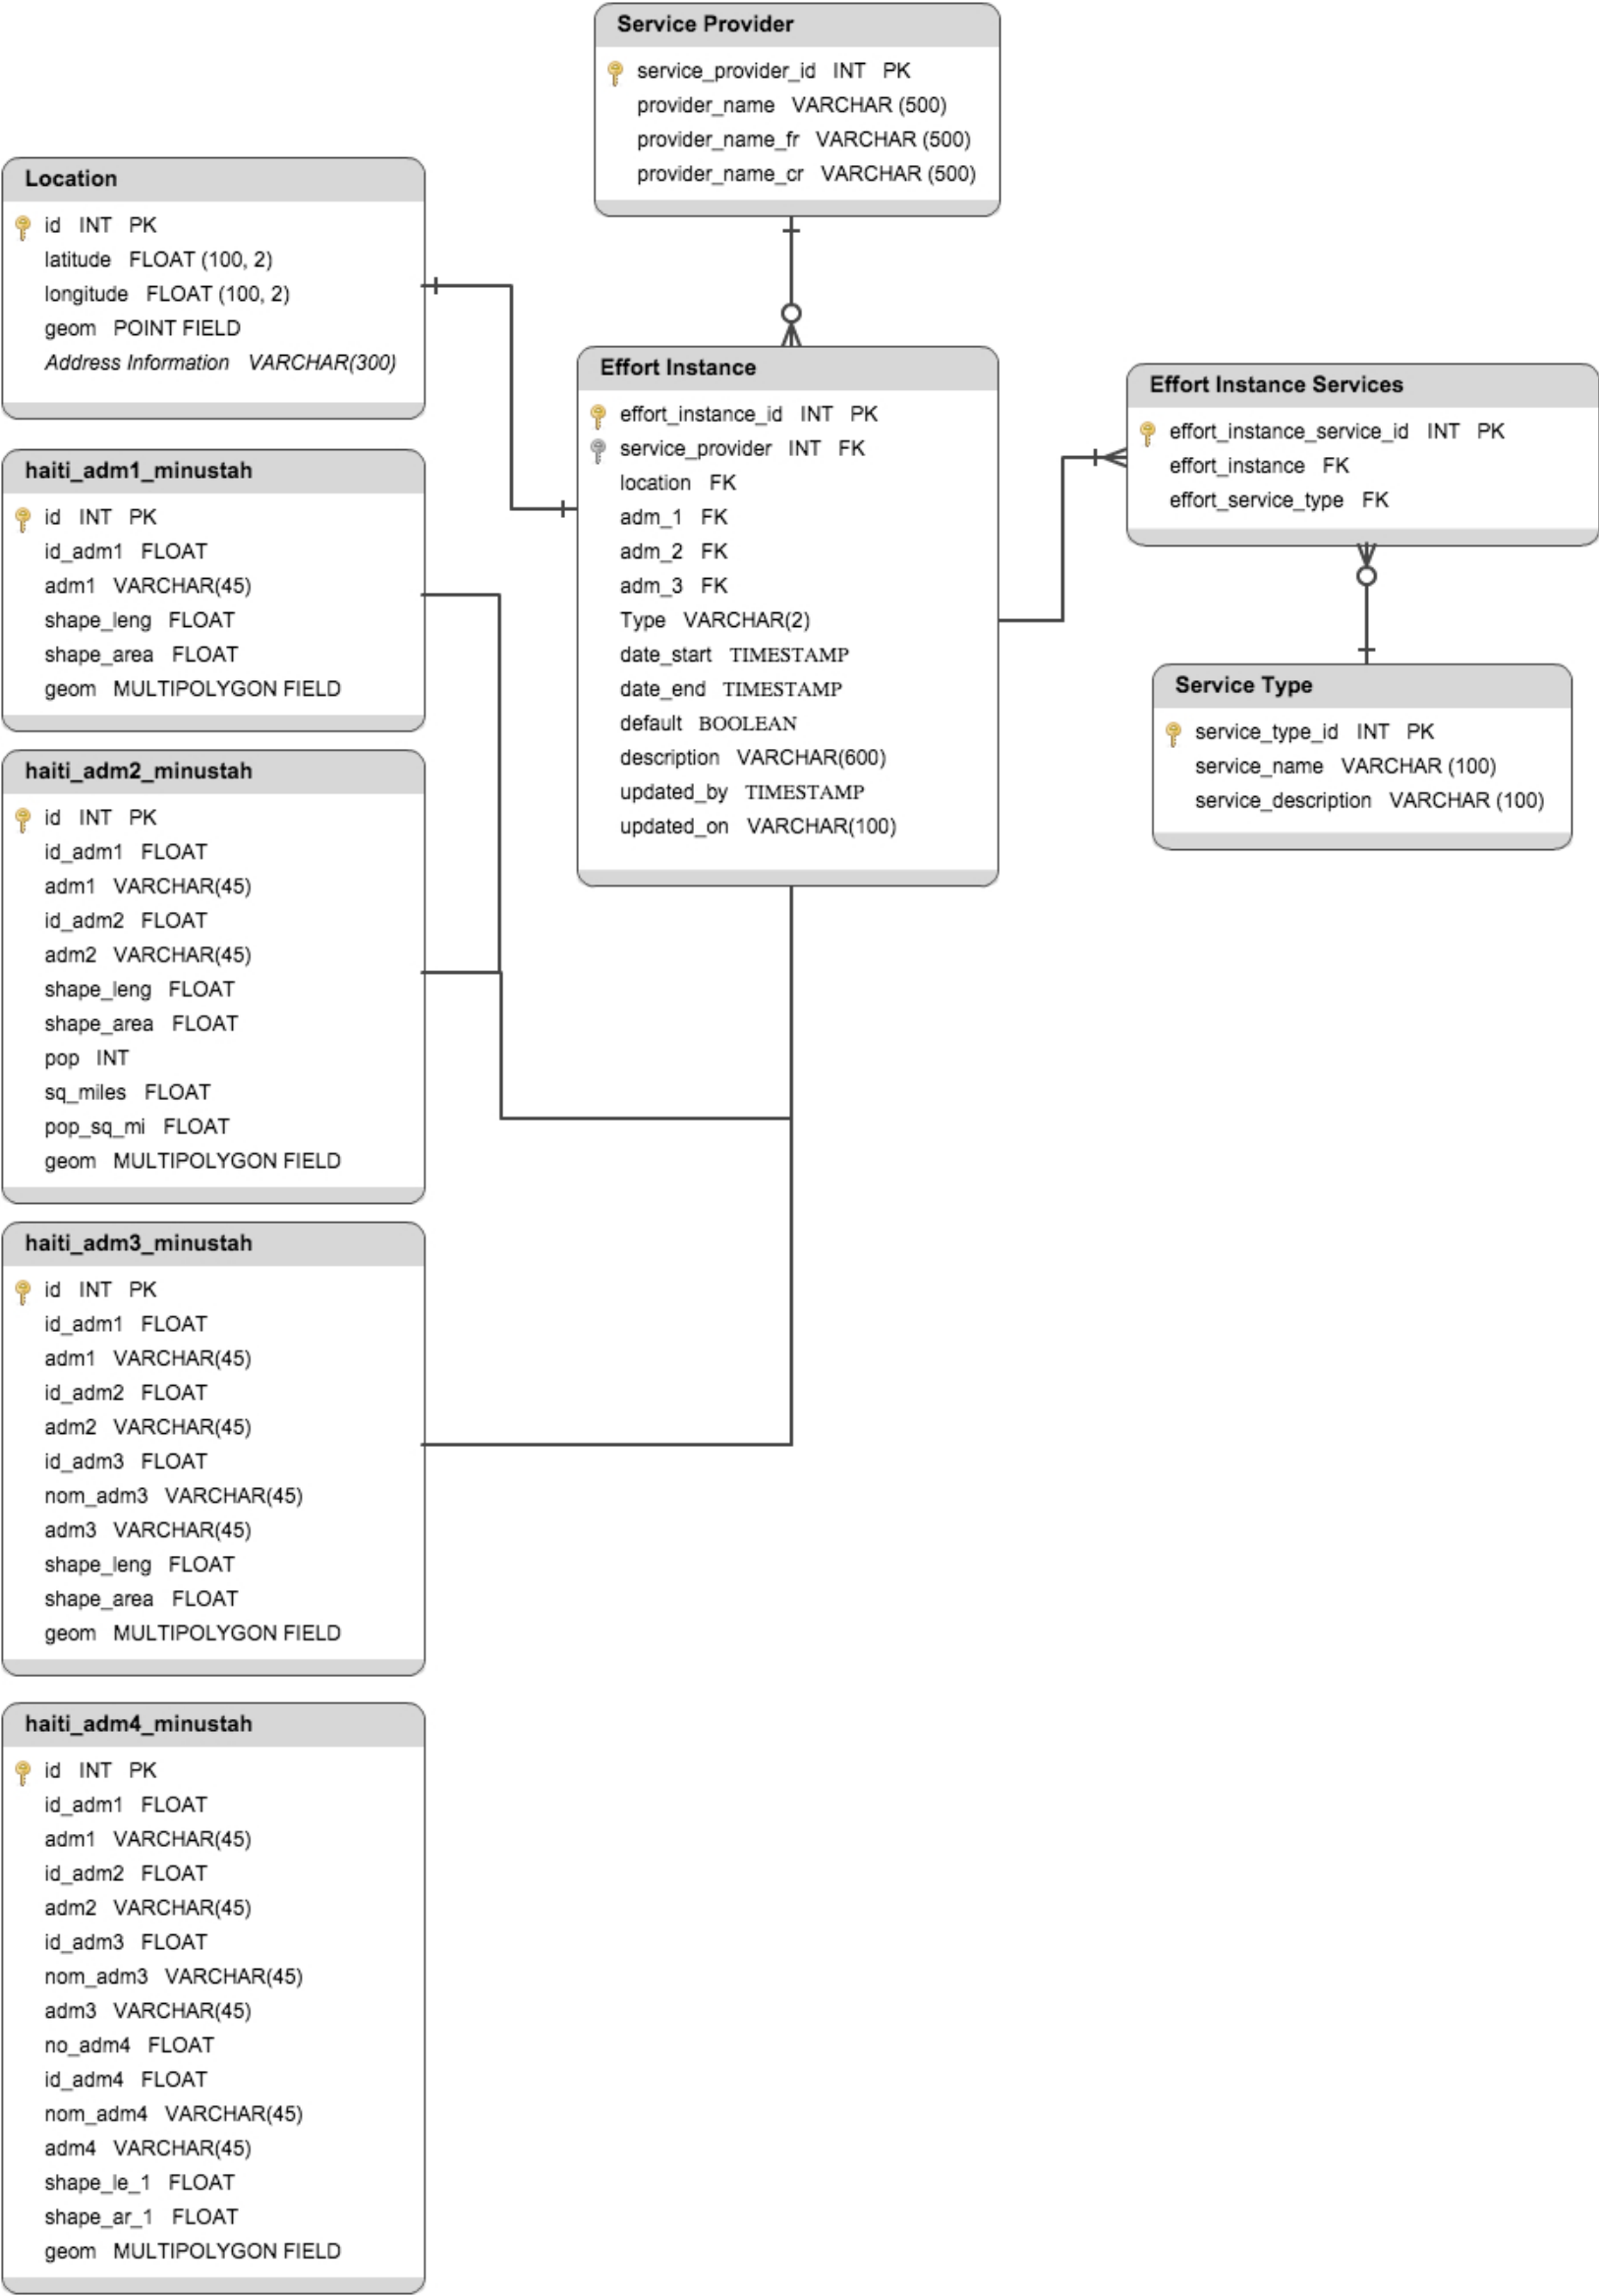 Service Provider
service_provider_id INT PK
provider_name VARCHAR (500)
provider_name_fr VARCHAR (500)
provider_name_cr VARCHAR (500)
Location
id INT PK
latitude FLOAT (100, 2)
longitude FLOAT (100, 2)
geom POINT FIELD
Address Information VARCHAR(300)
Effort Instance
effort_instance_id INT PK
service_provider INT FK
location FK
adm_1 FK
adm_2 FK
adm_3 FK
Type VARCHAR(2)
date_start TIMESTAMP
date_end TIMESTAMP
default BOOLEAN
description VARCHAR(600)
updated_by TIMESTAMP
updated_on VARCHAR(100)
Effort Instance Services
effort_instance_service_id INT PK
effort_instance FK
effort_service_type FK
Service Type
service_type_id INT PK
service_name VARCHAR (100)
service_description VARCHAR (100)
haiti_adm1_minustah
id INT PK
id_adm1 FLOAT
adm1 VARCHAR(45)
shape_leng FLOAT
shape_area FLOAT
geom MULTIPOLYGON FIELD
haiti_adm2_minustah
id INT PK
id_adm1 FLOAT
adm1 VARCHAR(45)
id_adm2 FLOAT
adm2 VARCHAR(45)
shape_leng FLOAT
shape_area FLOAT
pop INT
sq_miles FLOAT
pop_sq_mi FLOAT
geom MULTIPOLYGON FIELD
haiti_adm3_minustah
id INT PK
id_adm1 FLOAT
adm1 VARCHAR(45)
id_adm2 FLOAT
adm2 VARCHAR(45)
id_adm3 FLOAT
nom_adm3 VARCHAR(45)
adm3 VARCHAR(45)
shape_leng FLOAT
shape_area FLOAT
geom MULTIPOLYGON FIELD
haiti_adm4_minustah
id INT PK
id_adm1 FLOAT
adm1 VARCHAR(45)
id_adm2 FLOAT
adm2 VARCHAR(45)
id_adm3 FLOAT
nom_adm3 VARCHAR(45)
adm3 VARCHAR(45)
no_adm4 FLOAT
id_adm4 FLOAT
nom_adm4 VARCHAR(45)
adm4 VARCHAR(45)
shape_le_1 FLOAT
shape_ar_1 FLOAT
geom MULTIPOLYGON FIELD